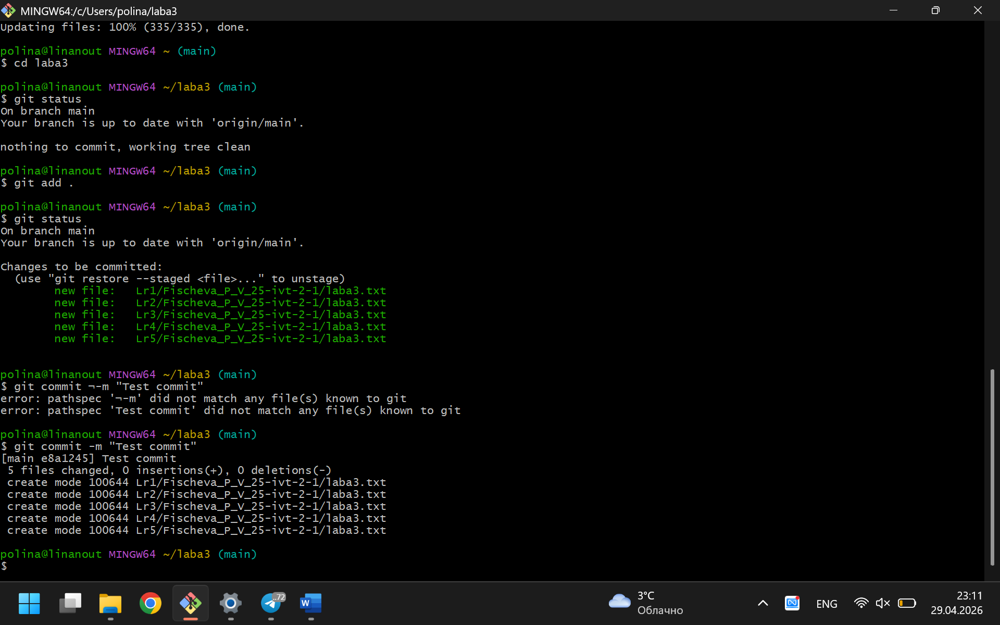 MINGW64:/c/Users/polina/laba3
Updating files: 100% (335/335), done.
polina@linanout MINGW64 ~ (main)
$ cd laba3
polina@linanout MINGW64 ~/laba3 (main)
$ git status
On branch main
Your branch is up to date with 'origin/main'.
nothing to commit, working tree clean
polina@linanout MINGW64 ~/laba3 (main)
$ git add .
polina@linanout MINGW64 ~/laba3 (main)
$ git status
On branch main
Your branch is up to date with 'origin/main'.
Changes to be committed:
  (use "git restore --staged <file>..." to unstage)
        new file:   Lr1/Fischeva_P_V_25-ivt-2-1/laba3.txt
        new file:   Lr2/Fischeva_P_V_25-ivt-2-1/laba3.txt
        new file:   Lr3/Fischeva_P_V_25-ivt-2-1/laba3.txt
        new file:   Lr4/Fischeva_P_V_25-ivt-2-1/laba3.txt
        new file:   Lr5/Fischeva_P_V_25-ivt-2-1/laba3.txt
polina@linanout MINGW64 ~/laba3 (main)
$ git commit ¬-m "Test commit"
error: pathspec '¬-m' did not match any file(s) known to git
error: pathspec 'Test commit' did not match any file(s) known to git
polina@linanout MINGW64 ~/laba3 (main)
$ git commit -m "Test commit"
[main e8a1245] Test commit
 5 files changed, 0 insertions(+), 0 deletions(-)
 create mode 100644 Lr1/Fischeva_P_V_25-ivt-2-1/laba3.txt
 create mode 100644 Lr2/Fischeva_P_V_25-ivt-2-1/laba3.txt
 create mode 100644 Lr3/Fischeva_P_V_25-ivt-2-1/laba3.txt
 create mode 100644 Lr4/Fischeva_P_V_25-ivt-2-1/laba3.txt
 create mode 100644 Lr5/Fischeva_P_V_25-ivt-2-1/laba3.txt
polina@linanout MINGW64 ~/laba3 (main)
$
..72
W
3°C
Облачно
ENG
23:11
29.04.2026